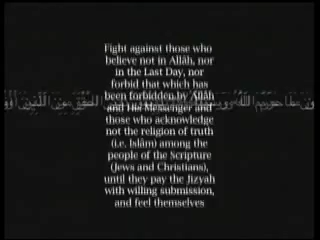 Fight against those who
believe not in Allâh, nor
in the Last Day, nor
forbid that which has
been forbidden by Allâh
and His Messenger and
those who acknowledge
not the religion of truth
(i.e. Islâm) among the
people of the Scripture
(Jews and Christians),
until they pay the Jizyah
with willing submission,
and feel themselves